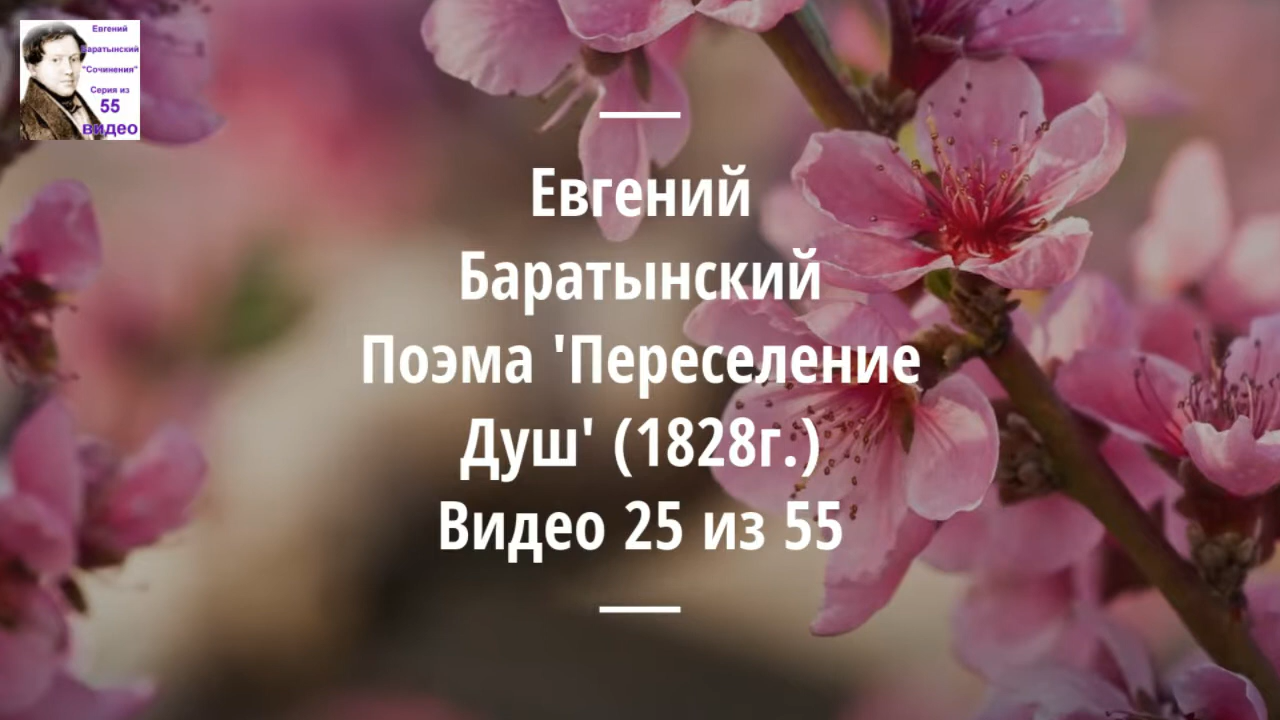 Евгений
Баратынский
"Сочинения"
Серия из
55
видео
Евгений
Баратынский
Поэма 'Переселение
Душ' (1828г.)
Видео 25 из 55